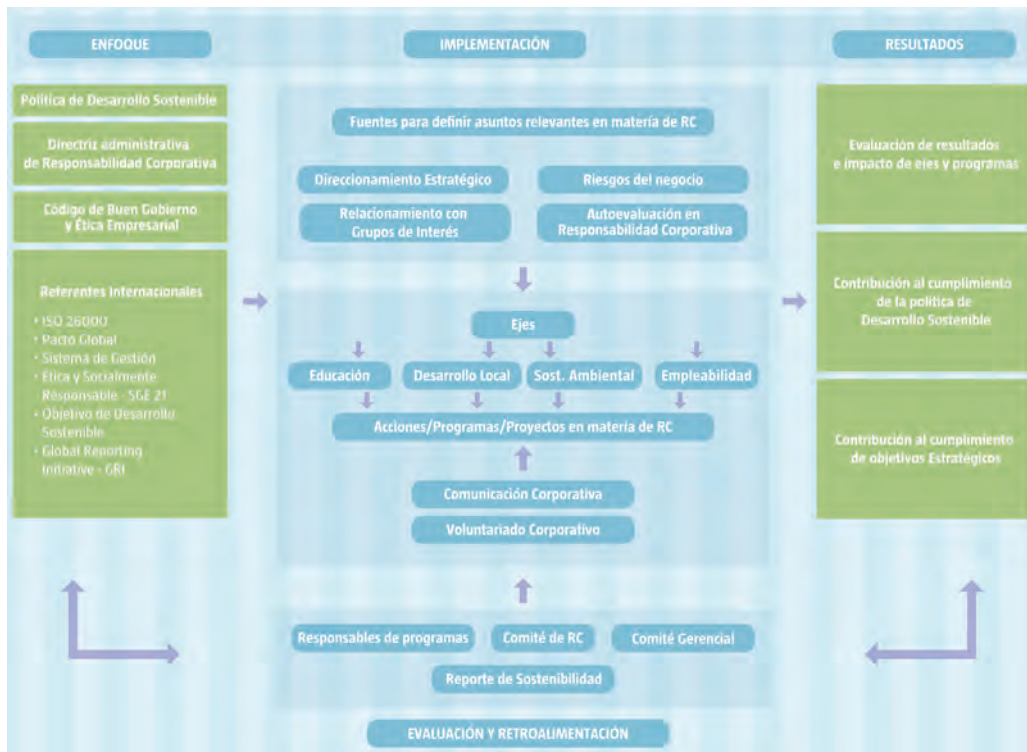 ENFOQUE
Política de Desarrollo Sostenible
Directriz administrativa
de Responsabilidad Corporativa
Código de Buen Gobierno
y Ética Empresarial
Referentes Internacionales
• ISO 26000
• Pacto Global
• Sistema de Gestión
• Ética y Socialmente
Responsable - SGE 21
• Objetivo de Desarrollo
Sostenible
• Global Reporting
Initiative - GRI
IMPLEMENTACIÓN
Fuentes para definir asuntos relevantes en matería de RC
Direccionamiento Estratégico
Riesgos del negocio
Relacionamiento con
Grupos de Interés
Autoevaluación en
Responsabilidad Corporativa
Ejes
Educación
Desarrollo Local
Sost. Ambiental
Empleabilidad
Acciones/Programas/Proyectos en matería de RC
Comunicación Corporativa
Voluntariado Corporativo
Responsables de programas
Comité de RC
Comité Gerencial
Reporte de Sostenibilidad
EVALUACIÓN Y RETROALIMENTACIÓN
RESULTADOS
Evaluación de resultados
e impacto de ejes y programas
Contribución al cumplimiento
de la política de
Desarrollo Sostenible
Contribución al cumplimiento
de objetivos Estratégicos